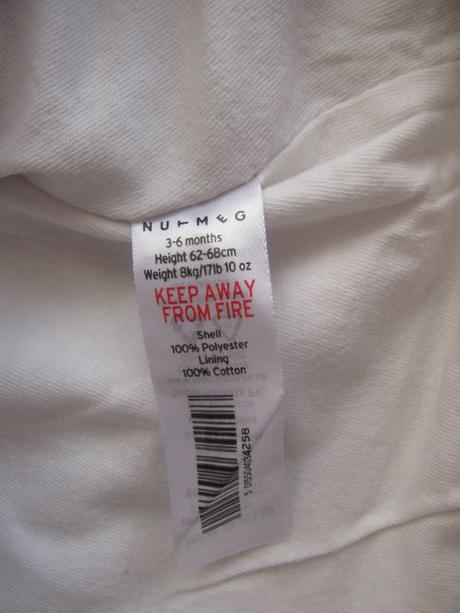 NUTMEG
3-6 months
Height 62-68cm
Weight 8kg/17lb 10 oz
KEEP AWAY
FROM FIRE
Shell
100% Polyester
Lining
100% Cotton